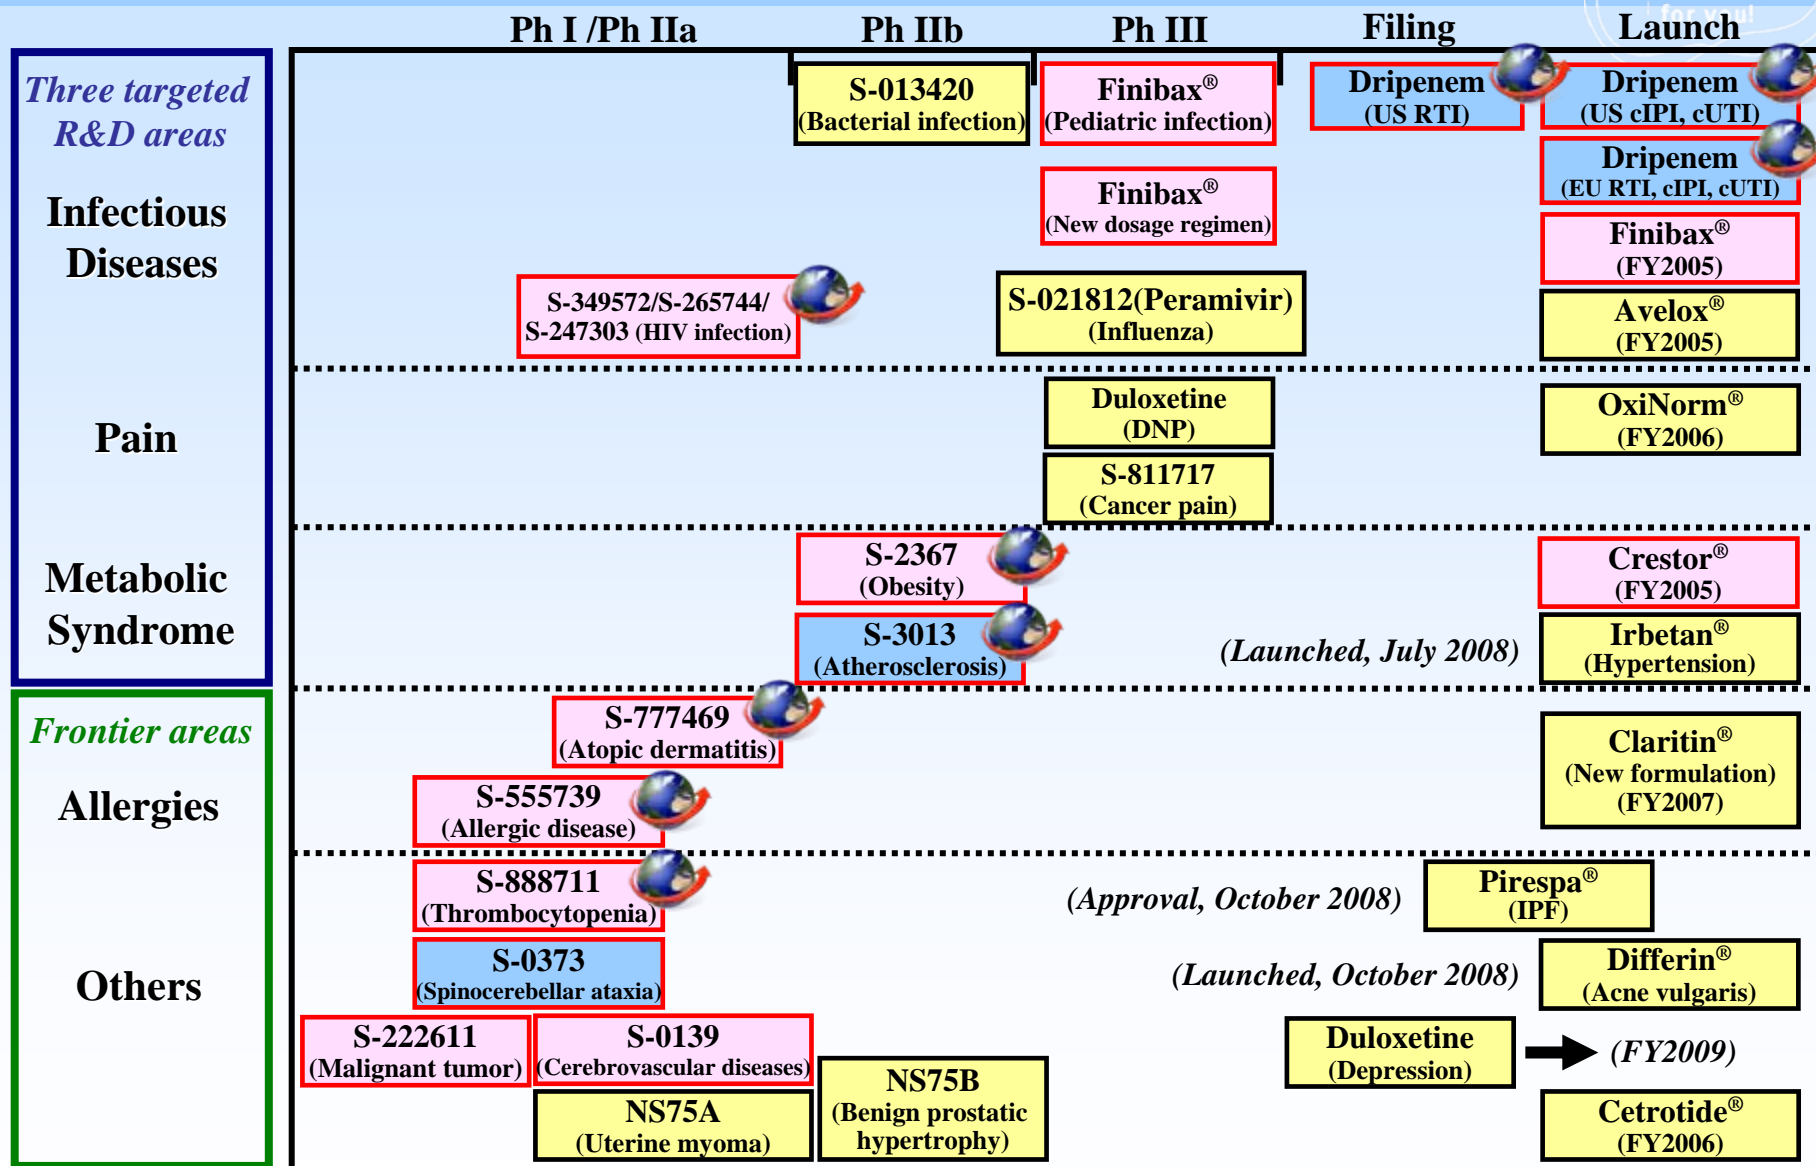 for you!
Ph I /Ph IIa
Ph IIb
Ph III
Filing
Launch
Three targeted
R&D areas
Infectious
Diseases
S-013420
(Bacterial infection)
Finibax®
(Pediatric infection)
Dripenem
(US RTI)
Dripenem
(US cIPI, cUTI)
Dripenem
(EU RTI, cIPI, cUTI)
Finibax®
(New dosage regimen)
Finibax®
(FY2005)
S-349572/S-265744/
S-247303 (HIV infection)
S-021812(Peramivir)
(Influenza)
Avelox®
(FY2005)
Pain
Duloxetine
(DNP)
OxiNorm®
(FY2006)
S-811717
(Cancer pain)
Metabolic
Syndrome
S-2367
(Obesity)
Crestor®
(FY2005)
S-3013
(Atherosclerosis)
(Launched, July 2008)
Irbetan®
(Hypertension)
Frontier areas
Allergies
S-777469
(Atopic dermatitis)
Claritin®
(New formulation)
(FY2007)
S-555739
(Allergic disease)
Others
S-888711
(Thrombocytopenia)
(Approval, October 2008)
Pirespa®
(IPF)
S-0373
(Spinocerebellar ataxia)
(Launched, October 2008)
Differin®
(Acne vulgaris)
S-222611
(Malignant tumor)
S-0139
(Cerebrovascular diseases)
Duloxetine
(Depression)
(FY2009)
NS75A
(Uterine myoma)
NS75B
(Benign prostatic
hypertrophy)
Cetrotide®
(FY2006)